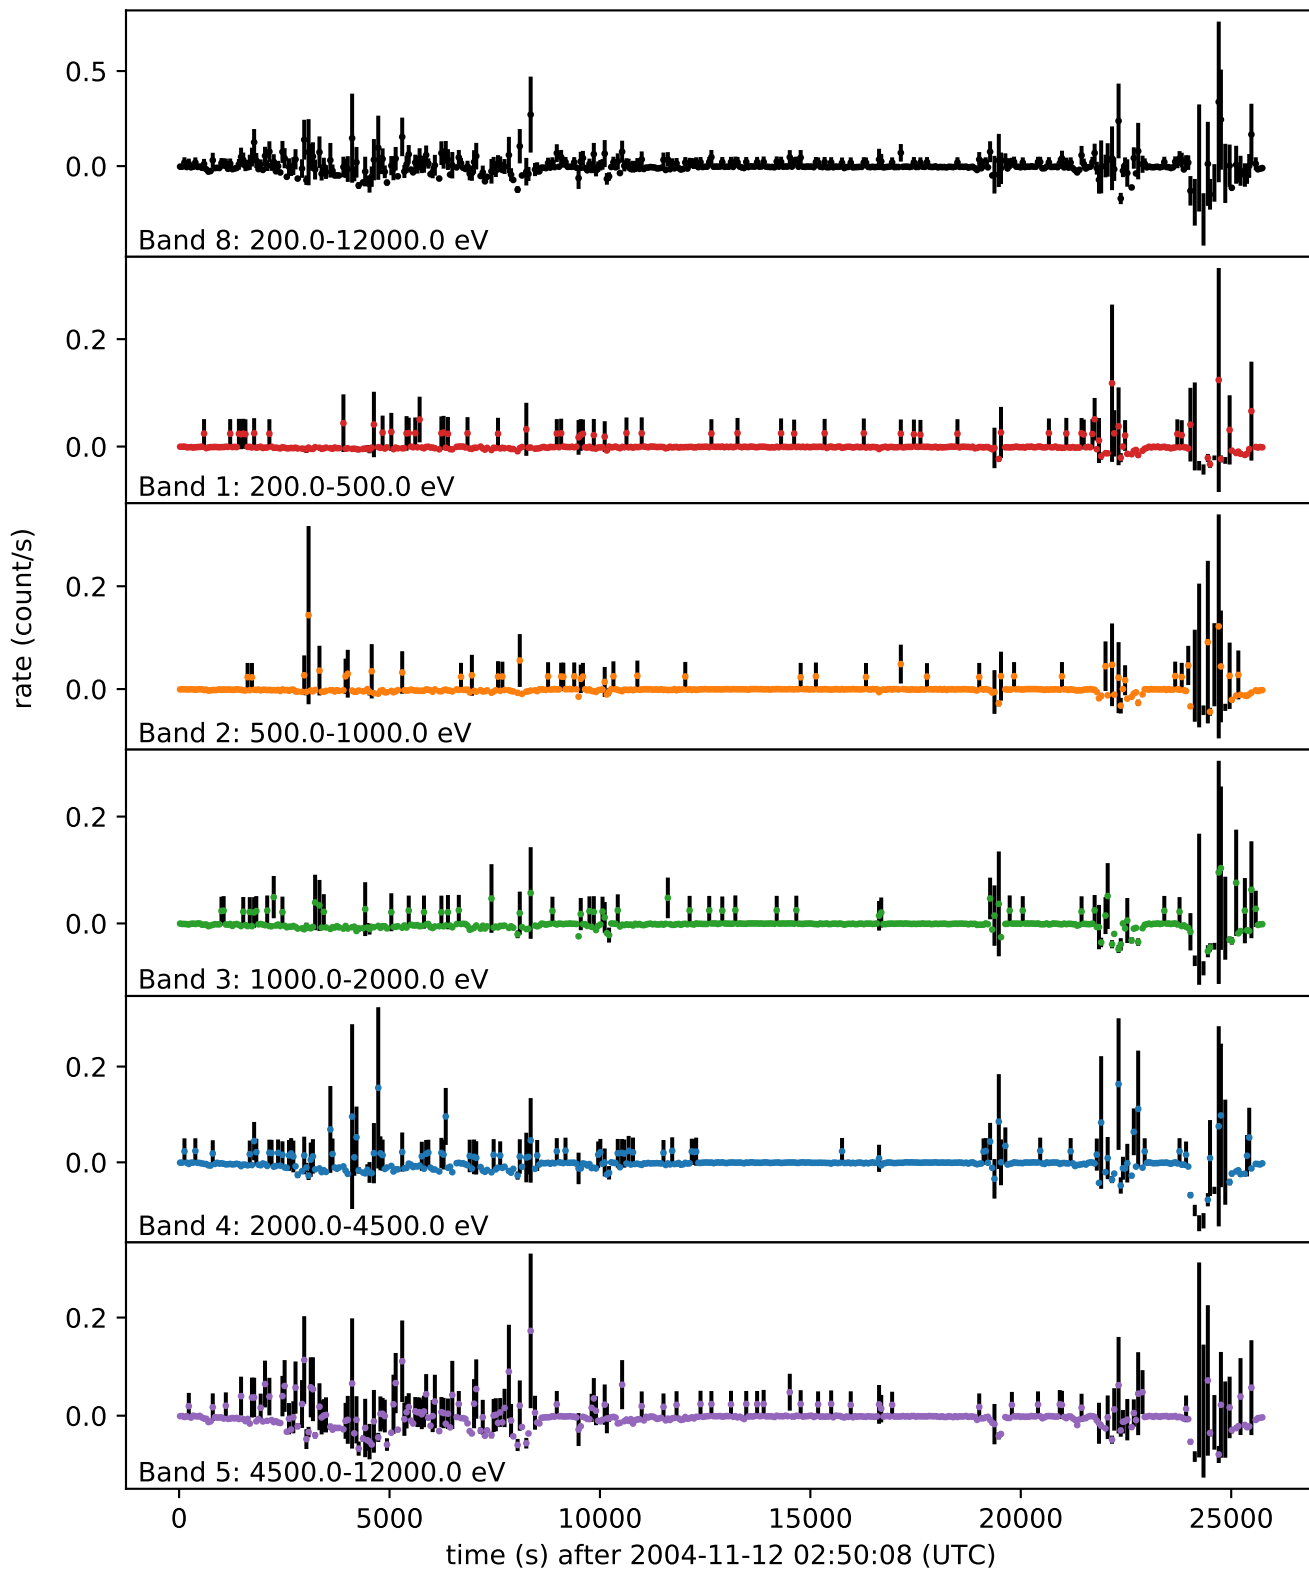 0.5
0.0
Band 8: 200.0-12000.0 eV
0.2
0.0
Band 1: 200.0-500.0 eV
rate (count/s)
0.2
0.0
Band 2: 500.0-1000.0 eV
0.2
0.0
Band 3: 1000.0-2000.0 eV
0.2
0.0
Band 4: 2000.0-4500.0 eV
0.2
0.0
Band 5: 4500.0-12000.0 eV
0 5000 10000 15000 20000 25000
time (s) after 2004-11-12 02:50:08 (UTC)